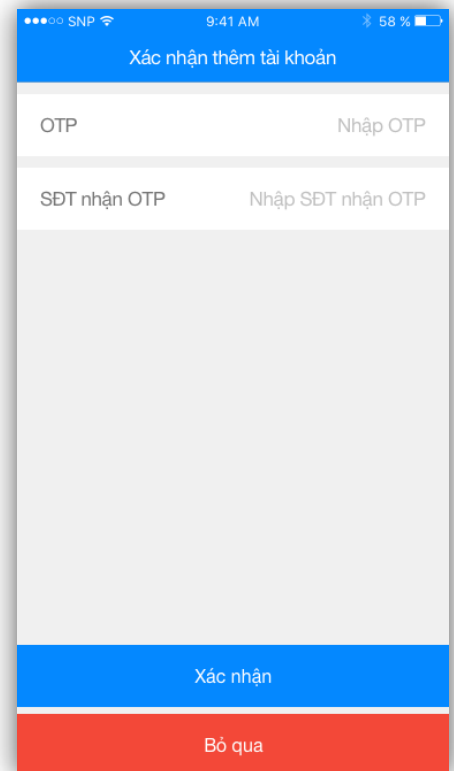 SNP 9:41 AM 58 %
Xác nhận thêm tài khoản
OTP Nhập OTP
SĐT nhận OTP Nhập SĐT nhận OTP
Xác nhận
Bỏ qua